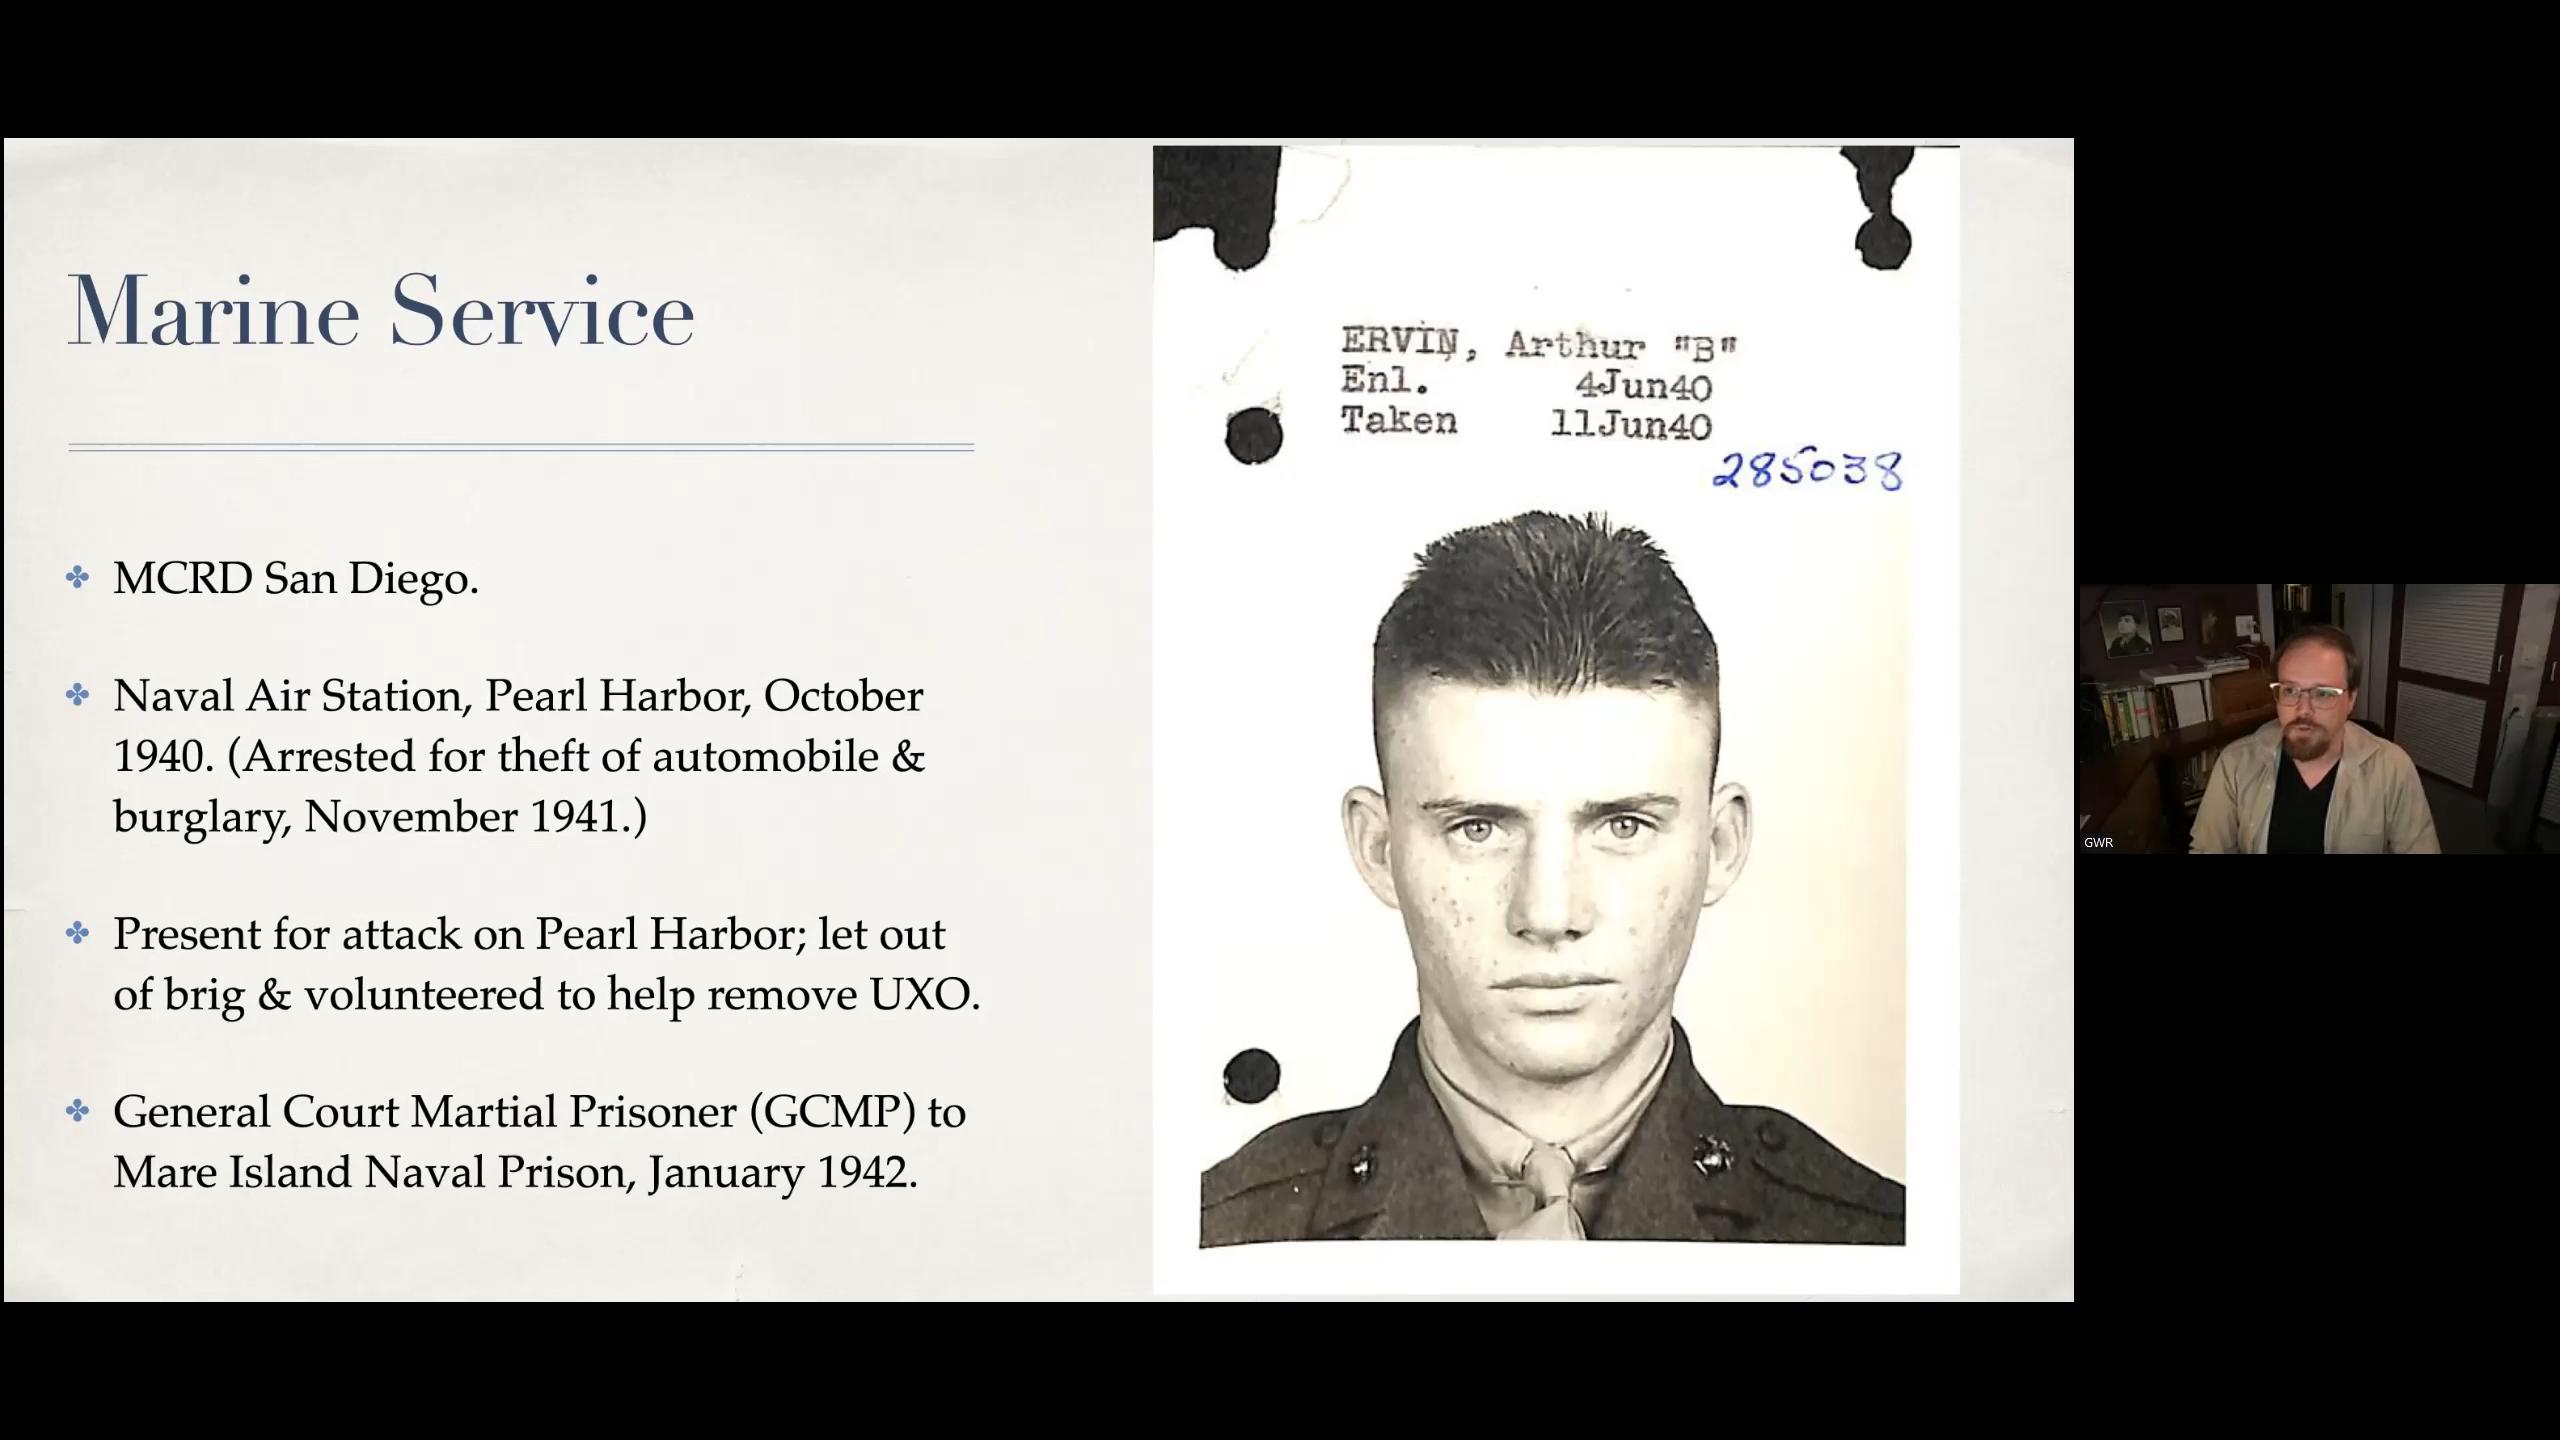 Marine Service
MCRD San Diego.
Naval Air Station, Pearl Harbor, October
1940. (Arrested for theft of automobile &
burglary, November 1941.)
Present for attack on Pearl Harbor; let out
of brig & volunteered to help remove UXO.
General Court Martial Prisoner (GCMP) to
Mare Island Naval Prison, January 1942.
ERVIN, Arthur "B"
Enl. 4Jun40
Taken 11Jun40
285038
GWR